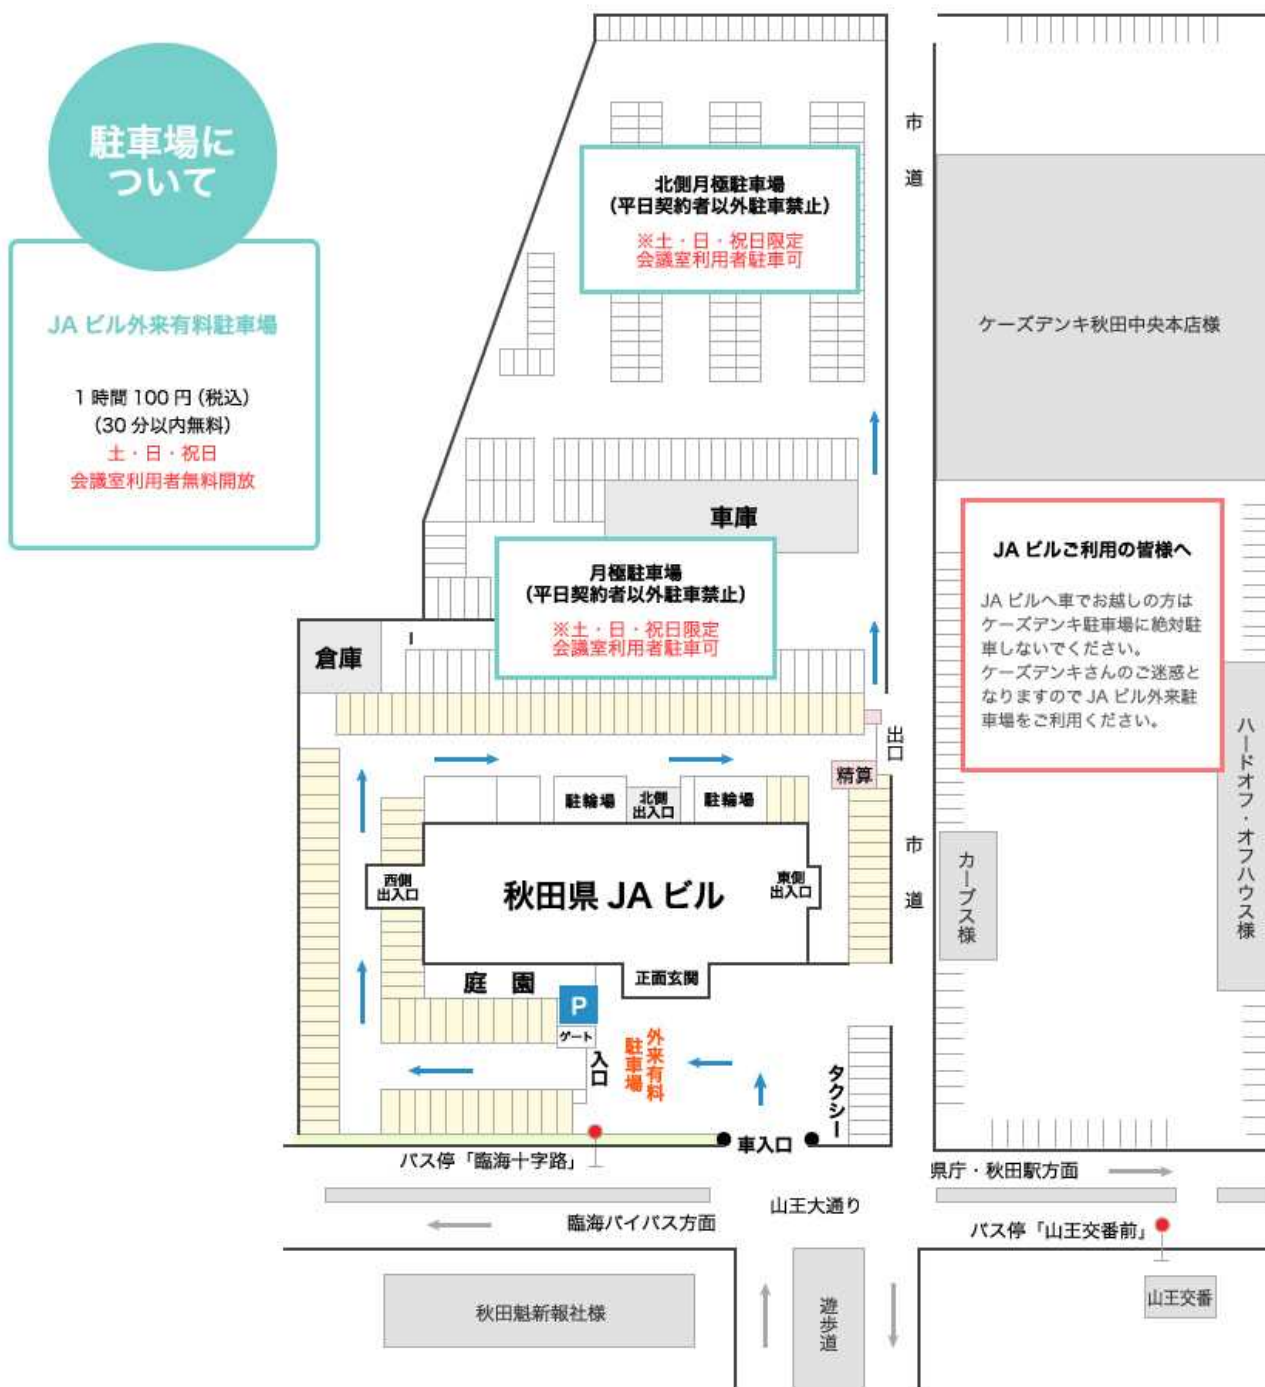 駐車場に
ついて
JA ビル外来有料駐車場
1 時間 100 円 (税込)
(30 分以内無料)
土・日・祝日
会議室利用者無料開放
市道
北側月極駐車場
(平日契約者以外駐車禁止)
※土・日・祝日限定
会議室利用者駐車可
ケーズデンキ秋田中央本店様
車庫
月極駐車場
(平日契約者以外駐車禁止)
※土・日・祝日限定
会議室利用者駐車可
JA ビルご利用の皆様へ
JA ビルへ車でお越しの方は
ケーズデンキ駐車場に絶対駐
車しないでください。
ケーズデンキさんのご迷惑と
なりますので JA ビル外来駐
車場をご利用ください。
倉庫
ハードオフ・オフハウス様
出口
精算
駐輪場
北側
出入口
駐輪場
市道
カーブス様
西側
出入口
秋田県 JA ビル
東側
出入口
庭 園
正面玄関
P
ゲート
入口
外来有料
駐車場
タクシー
車入口
バス停「臨海十字路」
県庁・秋田駅方面
山王大通り
臨海バイパス方面
バス停「山王交番前」
秋田魁新報社様
遊歩道
山王交番